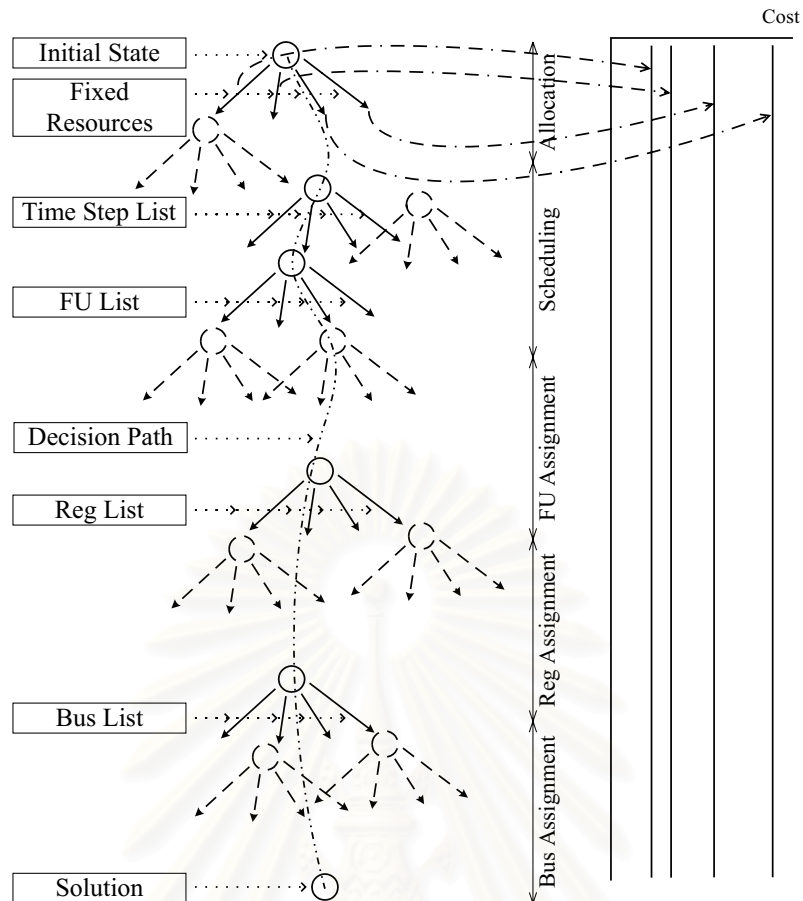 Cost
Initial State
Fixed
Resources
Time Step List
FU List
Decision Path
Reg List
Bus List
Solution
Allocation
Scheduling
FU Assignment
Reg Assignment
Bus Assignment